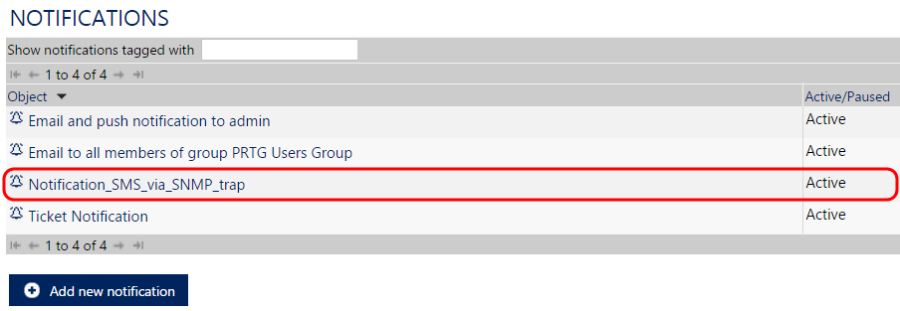 NOTIFICATIONS
Show notifications tagged with
1 to 4 of 4
Object Active/Paused
Email and push notification to admin Active
Email to all members of group PRTG Users Group Active
Notification_SMS_via_SNMP_trap Active
Ticket Notification Active
1 to 4 of 4
Add new notification